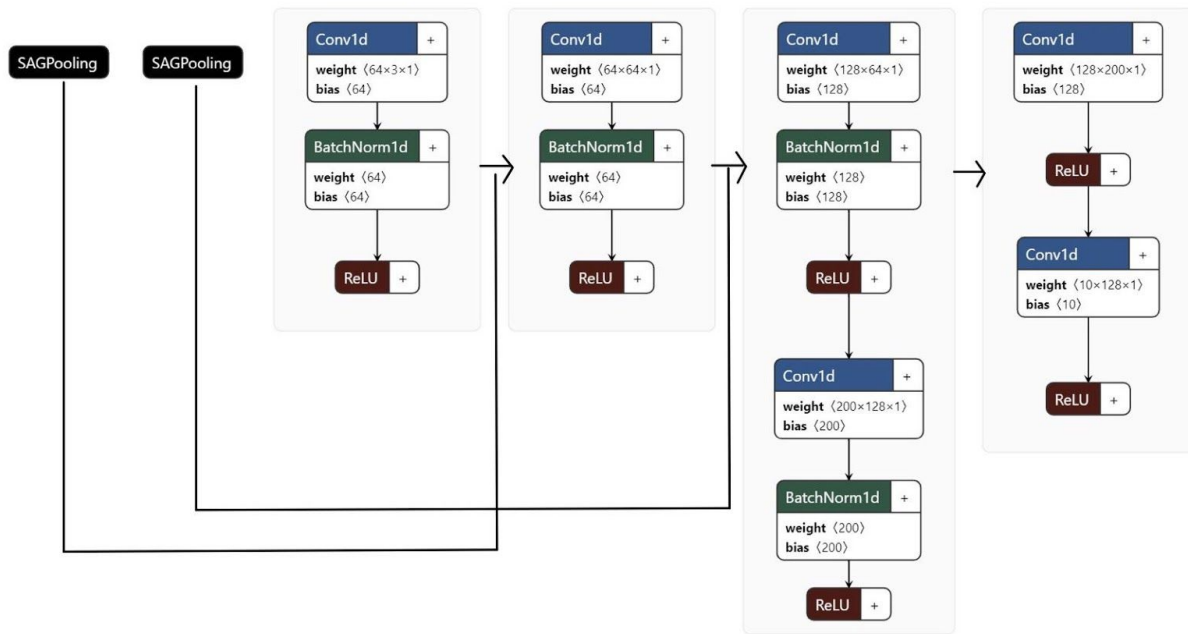 SAGPooling
SAGPooling
Conv1d +
weight 〈64×3×1〉
bias 〈64〉
BatchNorm1d +
weight 〈64〉
bias 〈64〉
ReLU +
Conv1d +
weight 〈64×64×1〉
bias 〈64〉
BatchNorm1d +
weight 〈64〉
bias 〈64〉
ReLU +
Conv1d +
weight 〈128×64×1〉
bias 〈128〉
BatchNorm1d +
weight 〈128〉
bias 〈128〉
ReLU +
Conv1d +
weight 〈200×128×1〉
bias 〈200〉
BatchNorm1d +
weight 〈200〉
bias 〈200〉
ReLU +
Conv1d +
weight 〈128×200×1〉
bias 〈128〉
ReLU +
Conv1d +
weight 〈10×128×1〉
bias 〈10〉
ReLU +